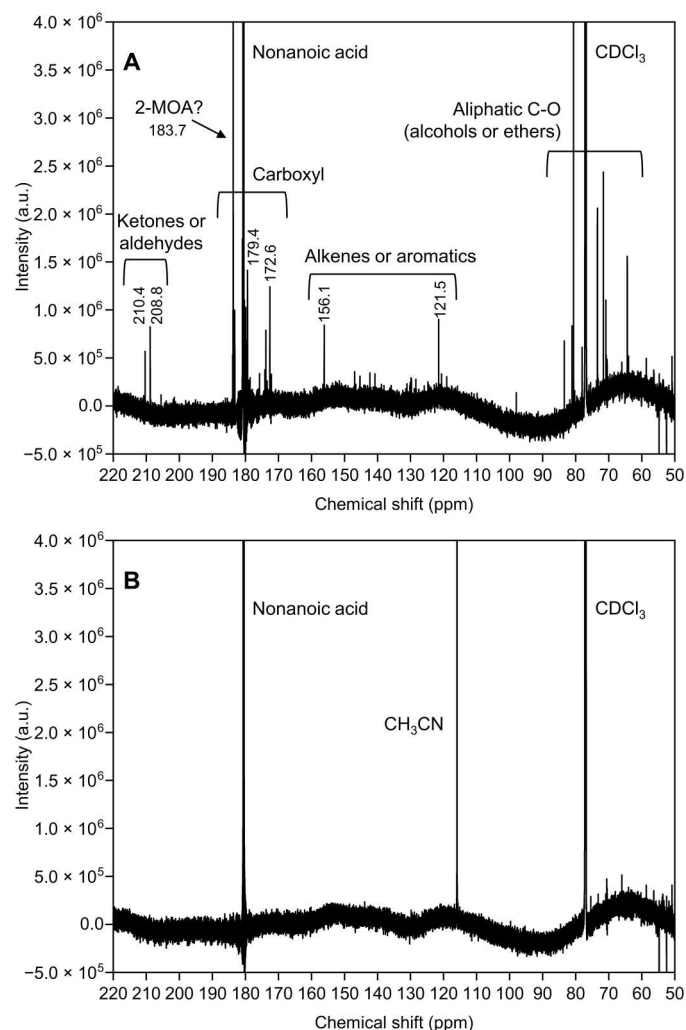 A
4.0 × 10⁶
3.5 × 10⁶
3.0 × 10⁶
2.5 × 10⁶
2.0 × 10⁶
1.5 × 10⁶
1.0 × 10⁶
5.0 × 10⁵
0.0
−5.0 × 10⁵
Intensity (a.u.)
Nonanoic acid
CDCl₃
2-MOA?
183.7
Aliphatic C-O
(alcohols or ethers)
Carboxyl
Ketones or
aldehydes
Alkenes or aromatics
210.4
208.8
179.4
172.6
156.1
121.5
220 210 200 190 180 170 160 150 140 130 120 110 100 90 80 70 60 50
Chemical shift (ppm)
B
4.0 × 10⁶
3.5 × 10⁶
3.0 × 10⁶
2.5 × 10⁶
2.0 × 10⁶
1.5 × 10⁶
1.0 × 10⁶
5.0 × 10⁵
0.0
−5.0 × 10⁵
Intensity (a.u.)
Nonanoic acid
CDCl₃
CH₃CN
220 210 200 190 180 170 160 150 140 130 120 110 100 90 80 70 60 50
Chemical shift (ppm)